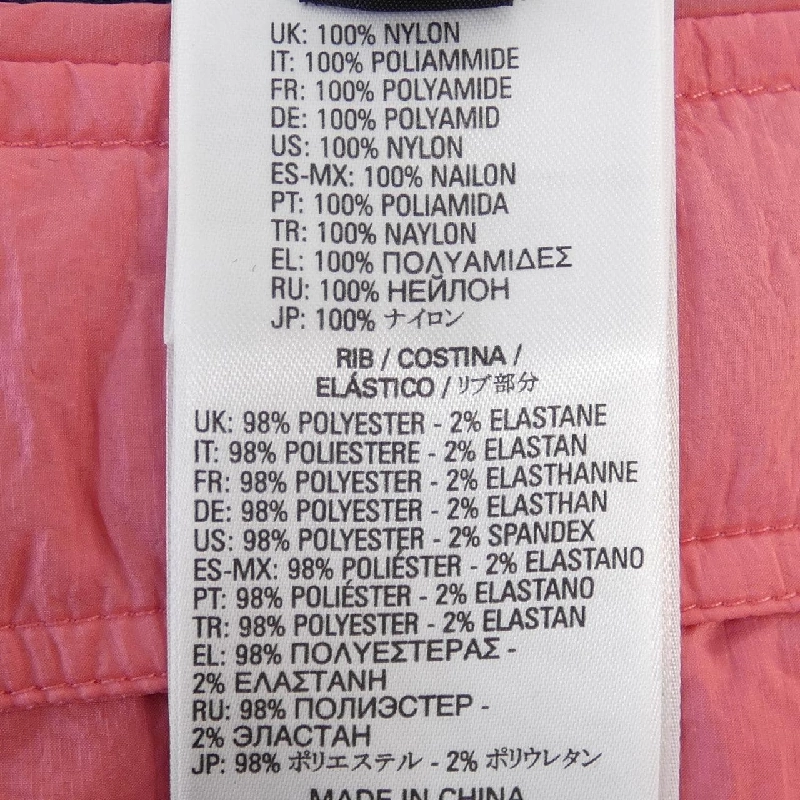 UK: 100% NYLON
IT: 100% POLIAMMIDE
FR: 100% POLYAMIDE
DE: 100% POLYAMID
US: 100% NYLON
ES-MX: 100% NAILON
PT: 100% POLIAMIDA
TR: 100% NAYLON
EL: 100% ΠΟΛΥΑΜΙΔΕΣ
RU: 100% НЕЙЛОН
JP: 100% ナイロン
RIB / COSTINA /
ELÁSTICO / リブ部分
UK: 98% POLYESTER - 2% ELASTANE
IT: 98% POLIESTERE - 2% ELASTAN
FR: 98% POLYESTER - 2% ELASTHANNE
DE: 98% POLYESTER - 2% ELASTHAN
US: 98% POLYESTER - 2% SPANDEX
ES-MX: 98% POLIÉSTER - 2% ELASTANO
PT: 98% POLIÉSTER - 2% ELASTANO
TR: 98% POLYESTER - 2% ELASTAN
EL: 98% ΠΟΛΥΕΣΤΕΡΑΣ -
2% ΕΛΑΣΤΑΝΗ
RU: 98% ПОЛИЭСТЕР -
2% ЭЛАСТАН
JP: 98% ポリエステル - 2% ポリウレタン
MADE IN CHINA